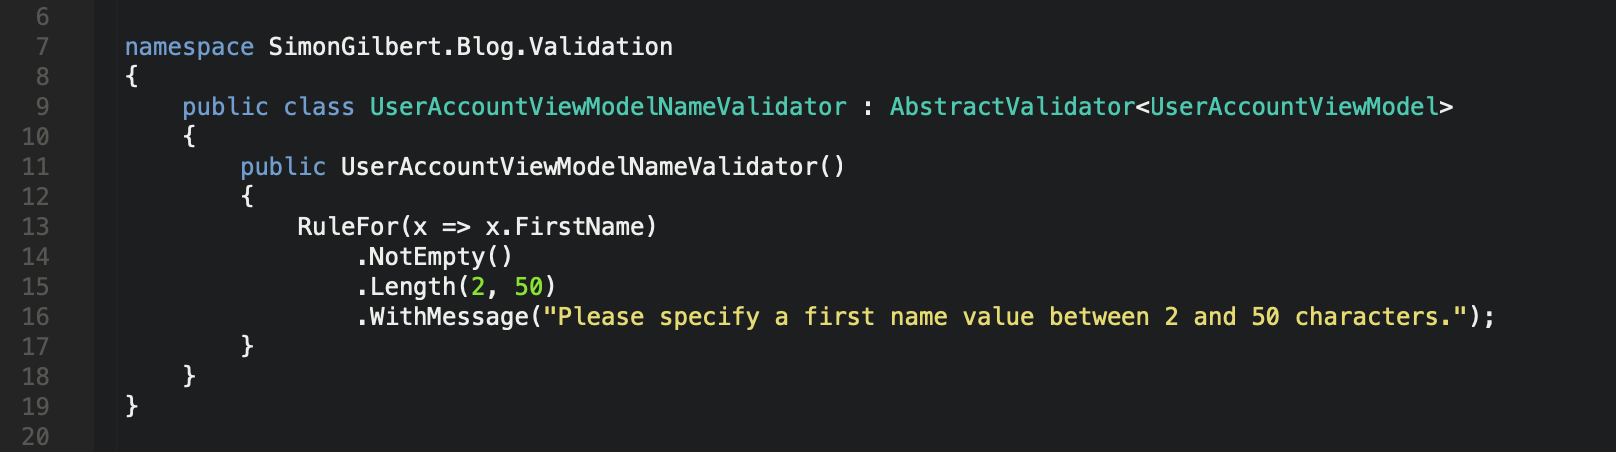 6
7 namespace SimonGilbert.Blog.Validation
8 {
9 public class UserAccountViewModelNameValidator : AbstractValidator<UserAccountViewModel>
10 {
11 public UserAccountViewModelNameValidator()
12 {
13 RuleFor(x => x.FirstName)
14 .NotEmpty()
15 .Length(2, 50)
16 .WithMessage("Please specify a first name value between 2 and 50 characters.");
17 }
18 }
19 }
20